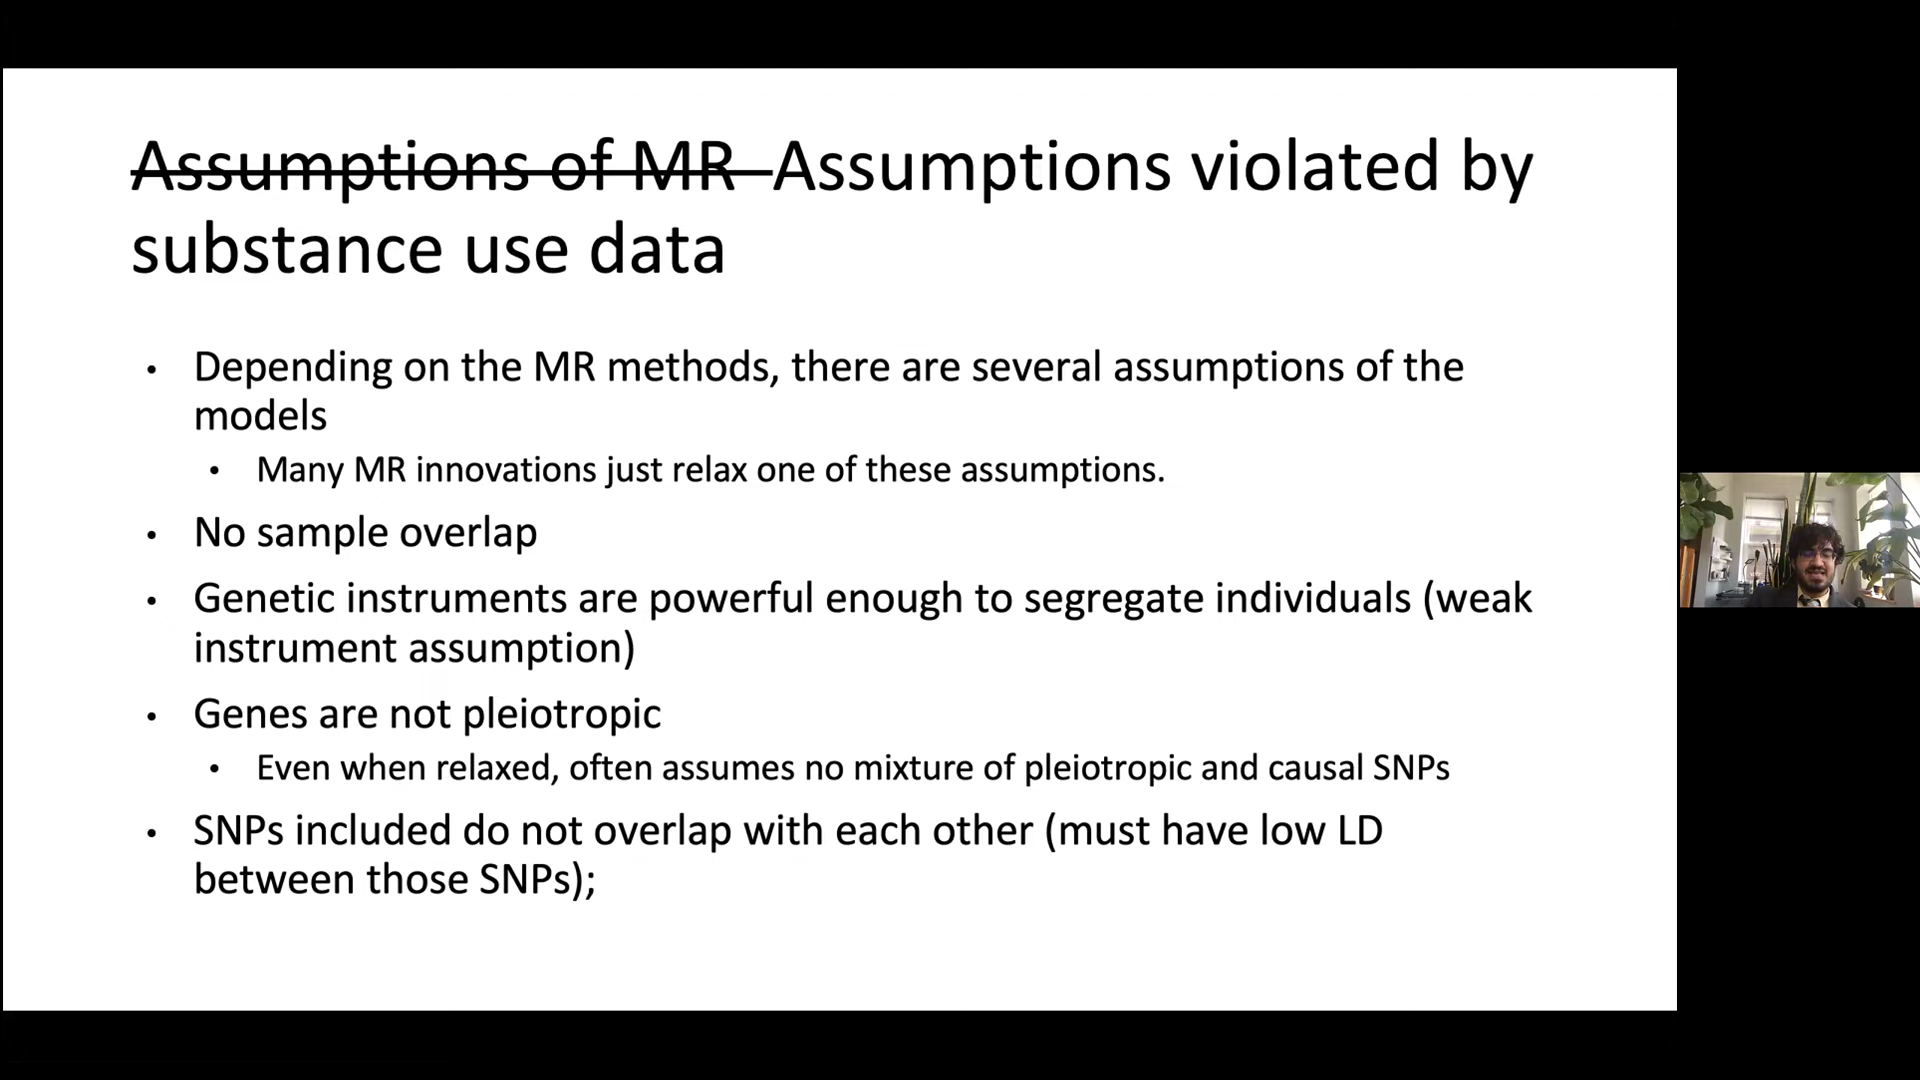 Assumptions of MR Assumptions violated by
substance use data
• Depending on the MR methods, there are several assumptions of the
models
• Many MR innovations just relax one of these assumptions.
• No sample overlap
• Genetic instruments are powerful enough to segregate individuals (weak
instrument assumption)
• Genes are not pleiotropic
• Even when relaxed, often assumes no mixture of pleiotropic and causal SNPs
• SNPs included do not overlap with each other (must have low LD
between those SNPs);